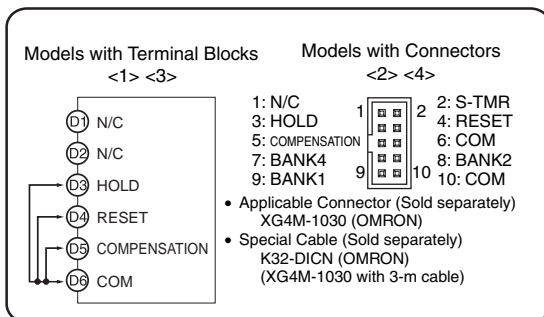 Models with Terminal Blocks
<1> <3>
D1 N/C
D2 N/C
D3 HOLD
D4 RESET
D5 COMPENSATION
D6 COM
Models with Connectors
<2> <4>
1: N/C
3: HOLD
5: COMPENSATION
7: BANK4
9: BANK1
1 2
9 10
2: S-TMR
4: RESET
6: COM
8: BANK2
10: COM
• Applicable Connector (Sold separately)
XG4M-1030 (OMRON)
• Special Cable (Sold separately)
K32-DICN (OMRON)
(XG4M-1030 with 3-m cable)